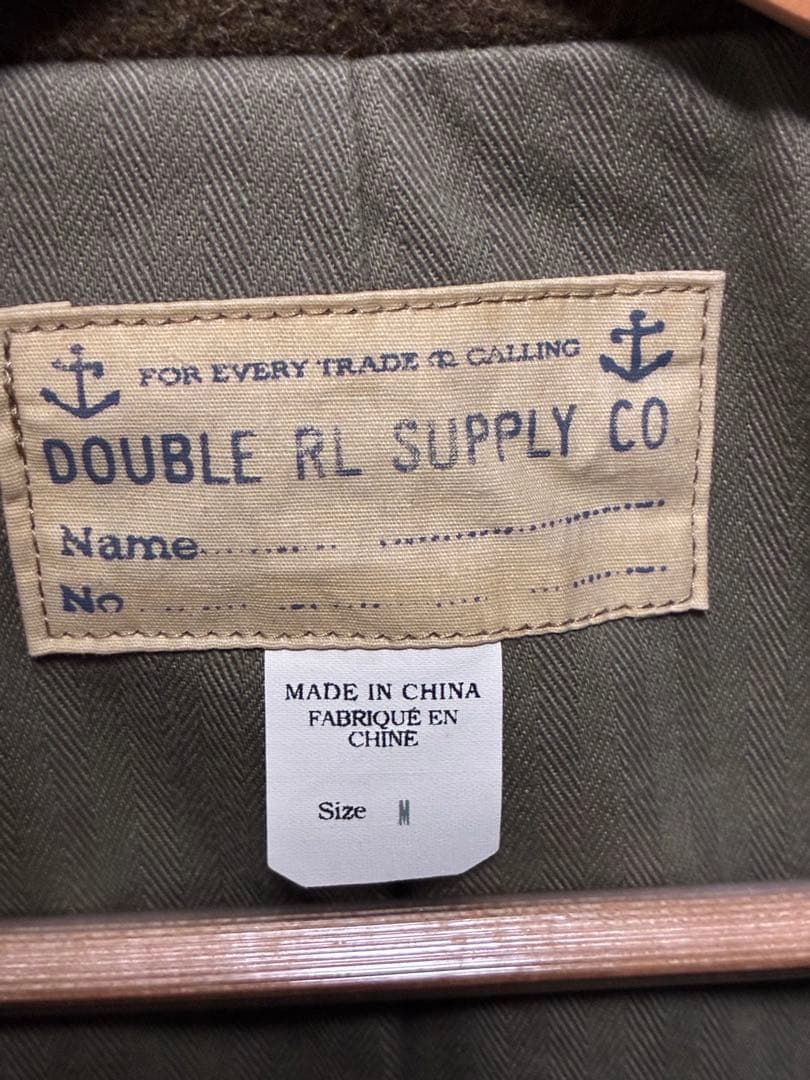 FOR EVERY TRADE & CALLING
DOUBLE RL SUPPLY CO.
Name
No
MADE IN CHINA
FABRIQUÉ EN
CHINE
Size M